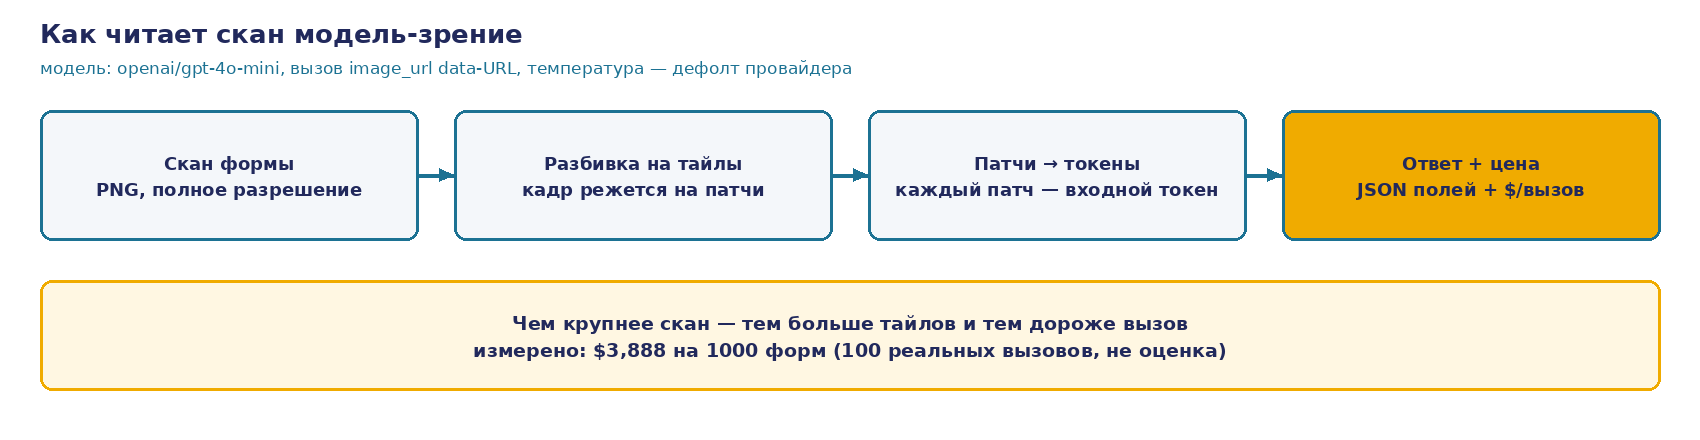 Как читает скан модель-зрение
модель: openai/gpt-4o-mini, вызов image_url data-URL, температура — дефолт провайдера
Скан формы
PNG, полное разрешение
Разбивка на тайлы
кадр режется на патчи
Патчи → токены
каждый патч — входной токен
Ответ + цена
JSON полей + $/вызов
Чем крупнее скан — тем больше тайлов и тем дороже вызов
измерено: $3,888 на 1000 форм (100 реальных вызовов, не оценка)